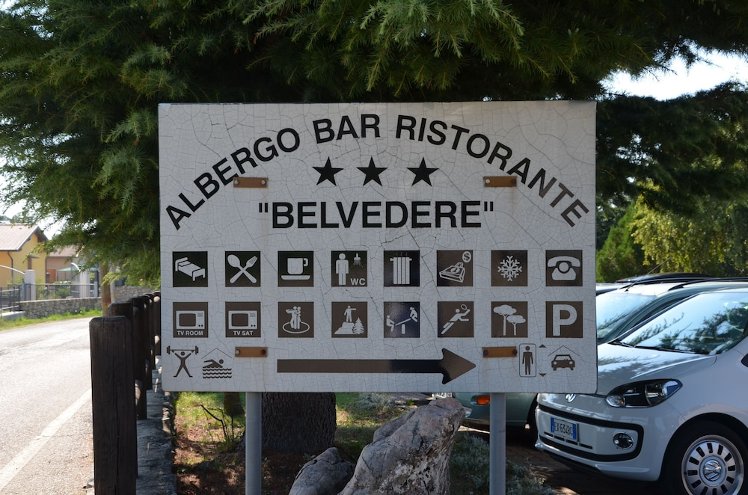 ALBERGO BAR RISTORANTE
"BELVEDERE"
WC
$
TV ROOM
TV SAT
P